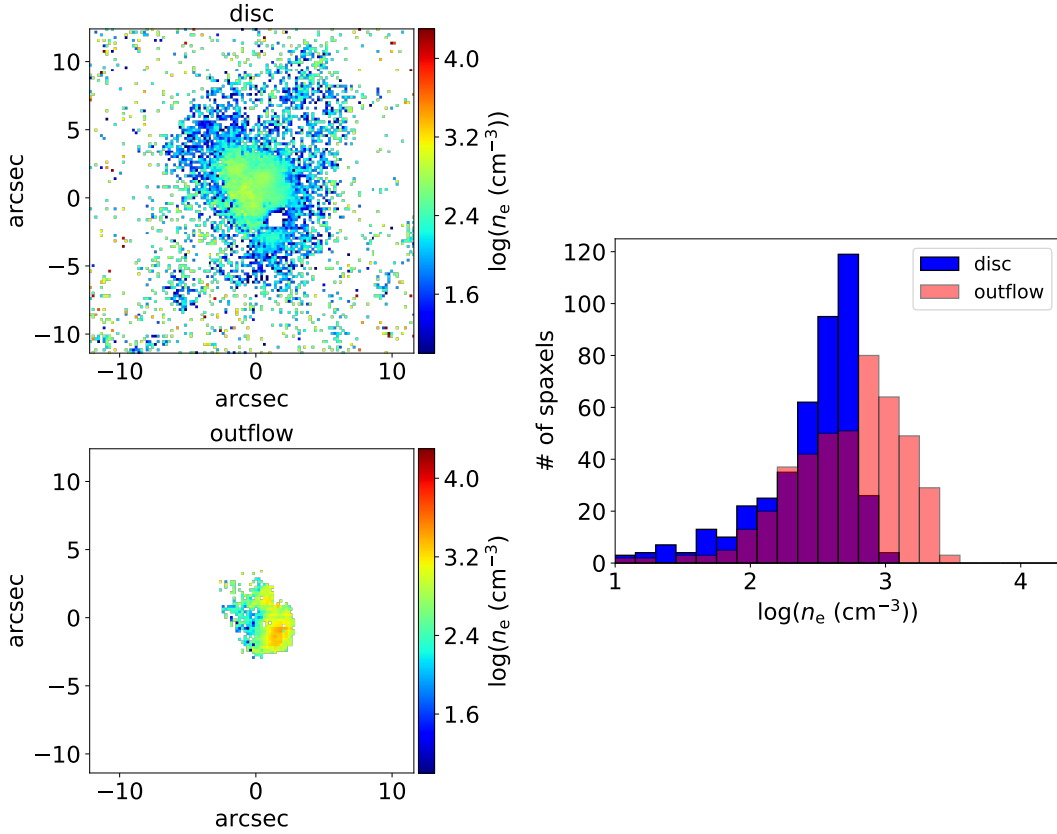 disc
10
5
0
−5
−10
arcsec
−10 0 10
arcsec
4.0
3.2
2.4
1.6
log(nₑ (cm⁻³))
outflow
10
5
0
−5
−10
arcsec
−10 0 10
arcsec
4.0
3.2
2.4
1.6
log(nₑ (cm⁻³)
120
100
80
60
40
20
0
# of spaxels
disc
outflow
1 2 3 4
log(nₑ (cm⁻³))